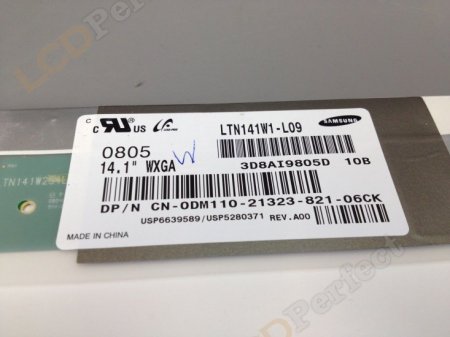 LCDPerfect
c RU US
SAMSUNG
LTN141W1-L09
0805 W
14.1" WXGA
3D8AI9805D 10B
DP/N CN-0DM110-21323-821-06CK
USP6639589/USP5280371 REV.A00
MADE IN CHINA
LCDPerfect